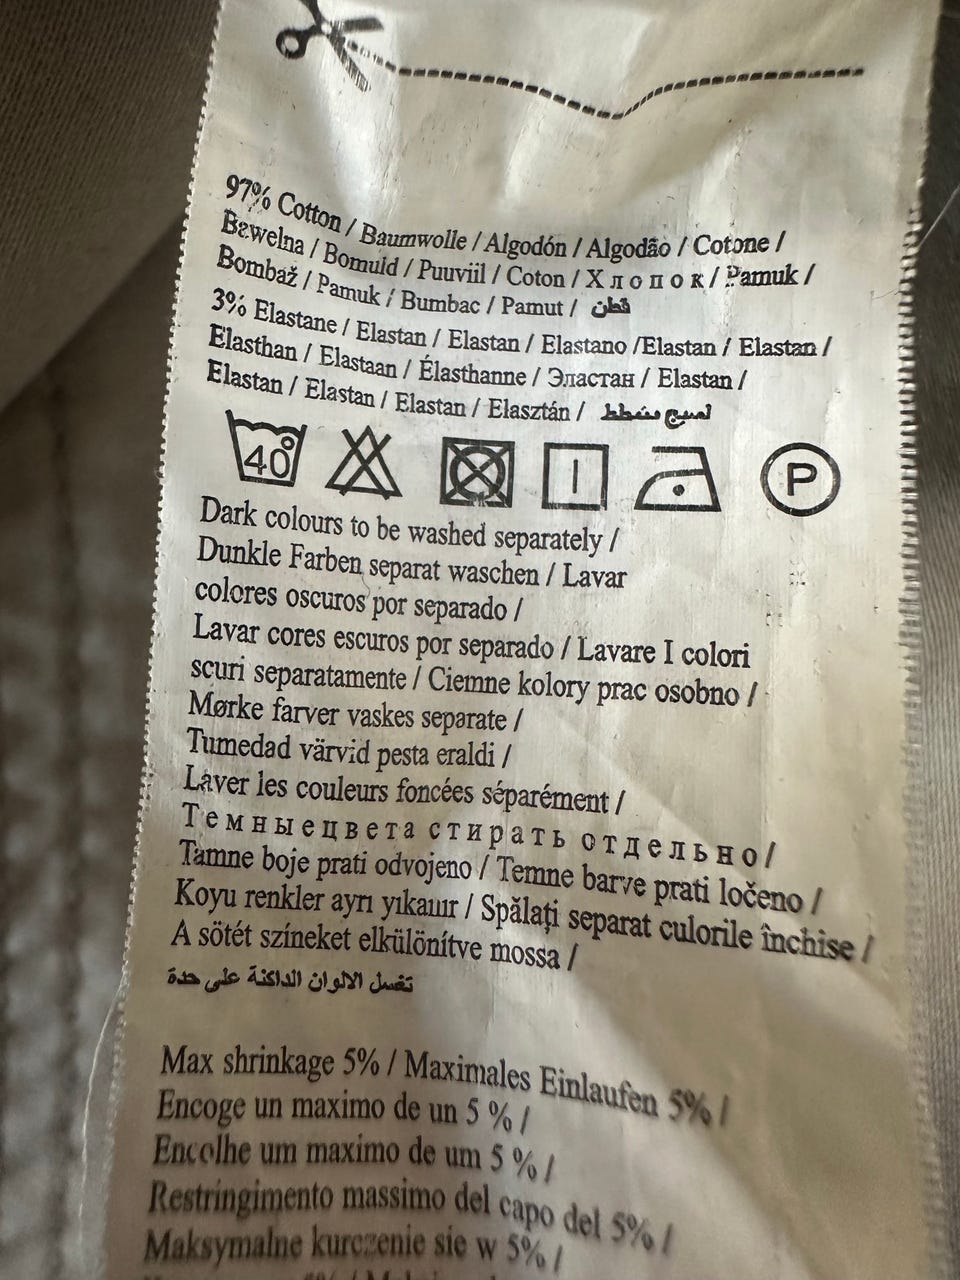 97% Cotton / Baumwolle / Algodón / Algodão / Cotone /
Bawełna / Bomuld / Puuviil / Coton / Х л о п о к / Pamuk /
Bombaž / Pamuk / Bumbac / Pamut / قطن
3% Elastane / Elastan / Elastan / Elastano /Elastan / Elastan /
Elasthan / Elastaan / Élasthanne / Эластан / Elastan /
Elastan / Elastan / Elastan / Elasztán /
40° P
Dark colours to be washed separately /
Dunkle Farben separat waschen / Lavar
colores oscuros por separado /
Lavar cores escuros por separado / Lavare I colori
scuri separatamente / Ciemne kolory prac osobno /
Mørke farver vaskes separate /
Tumedad värvid pesta eraldi /
Laver les couleurs foncées séparément /
Т е м н ы е ц в е т а с т и р а т ь о т д е л ь н о /
Tamne boje prati odvojeno / Temne barve prati ločeno /
Koyu renkler ayrı yıkanır / Spălați separat culorile închise /
A sötét színeket elkülönítve mossa /
تغسل الالوان الداكنة على حدة
Max shrinkage 5% / Maximales Einlaufen 5% /
Encoge un maximo de un 5 % /
Encolhe um maximo de um 5 % /
Restringimento massimo del capo del 5% /
Maksymalne kurczenie sie w 5% /